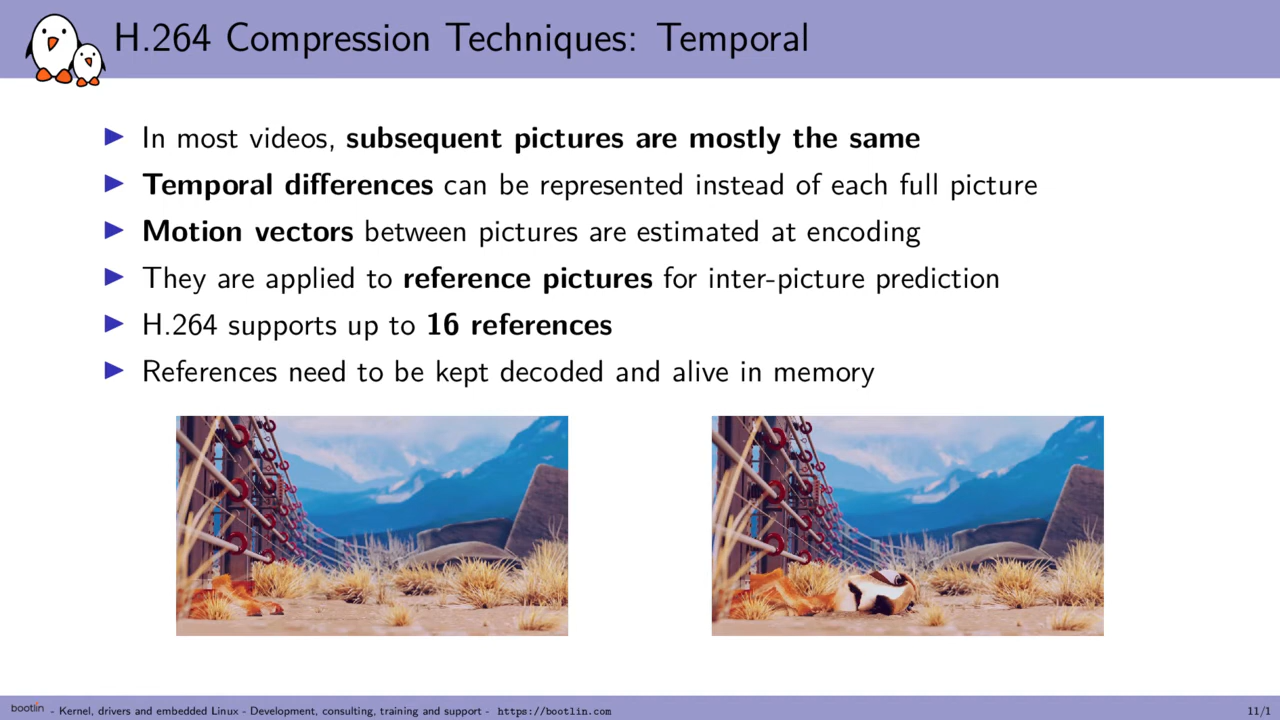 H.264 Compression Techniques: Temporal
In most videos, subsequent pictures are mostly the same
Temporal differences can be represented instead of each full picture
Motion vectors between pictures are estimated at encoding
They are applied to reference pictures for inter-picture prediction
H.264 supports up to 16 references
References need to be kept decoded and alive in memory
bootlin - Kernel, drivers and embedded Linux - Development, consulting, training and support - https://bootlin.com 11/1